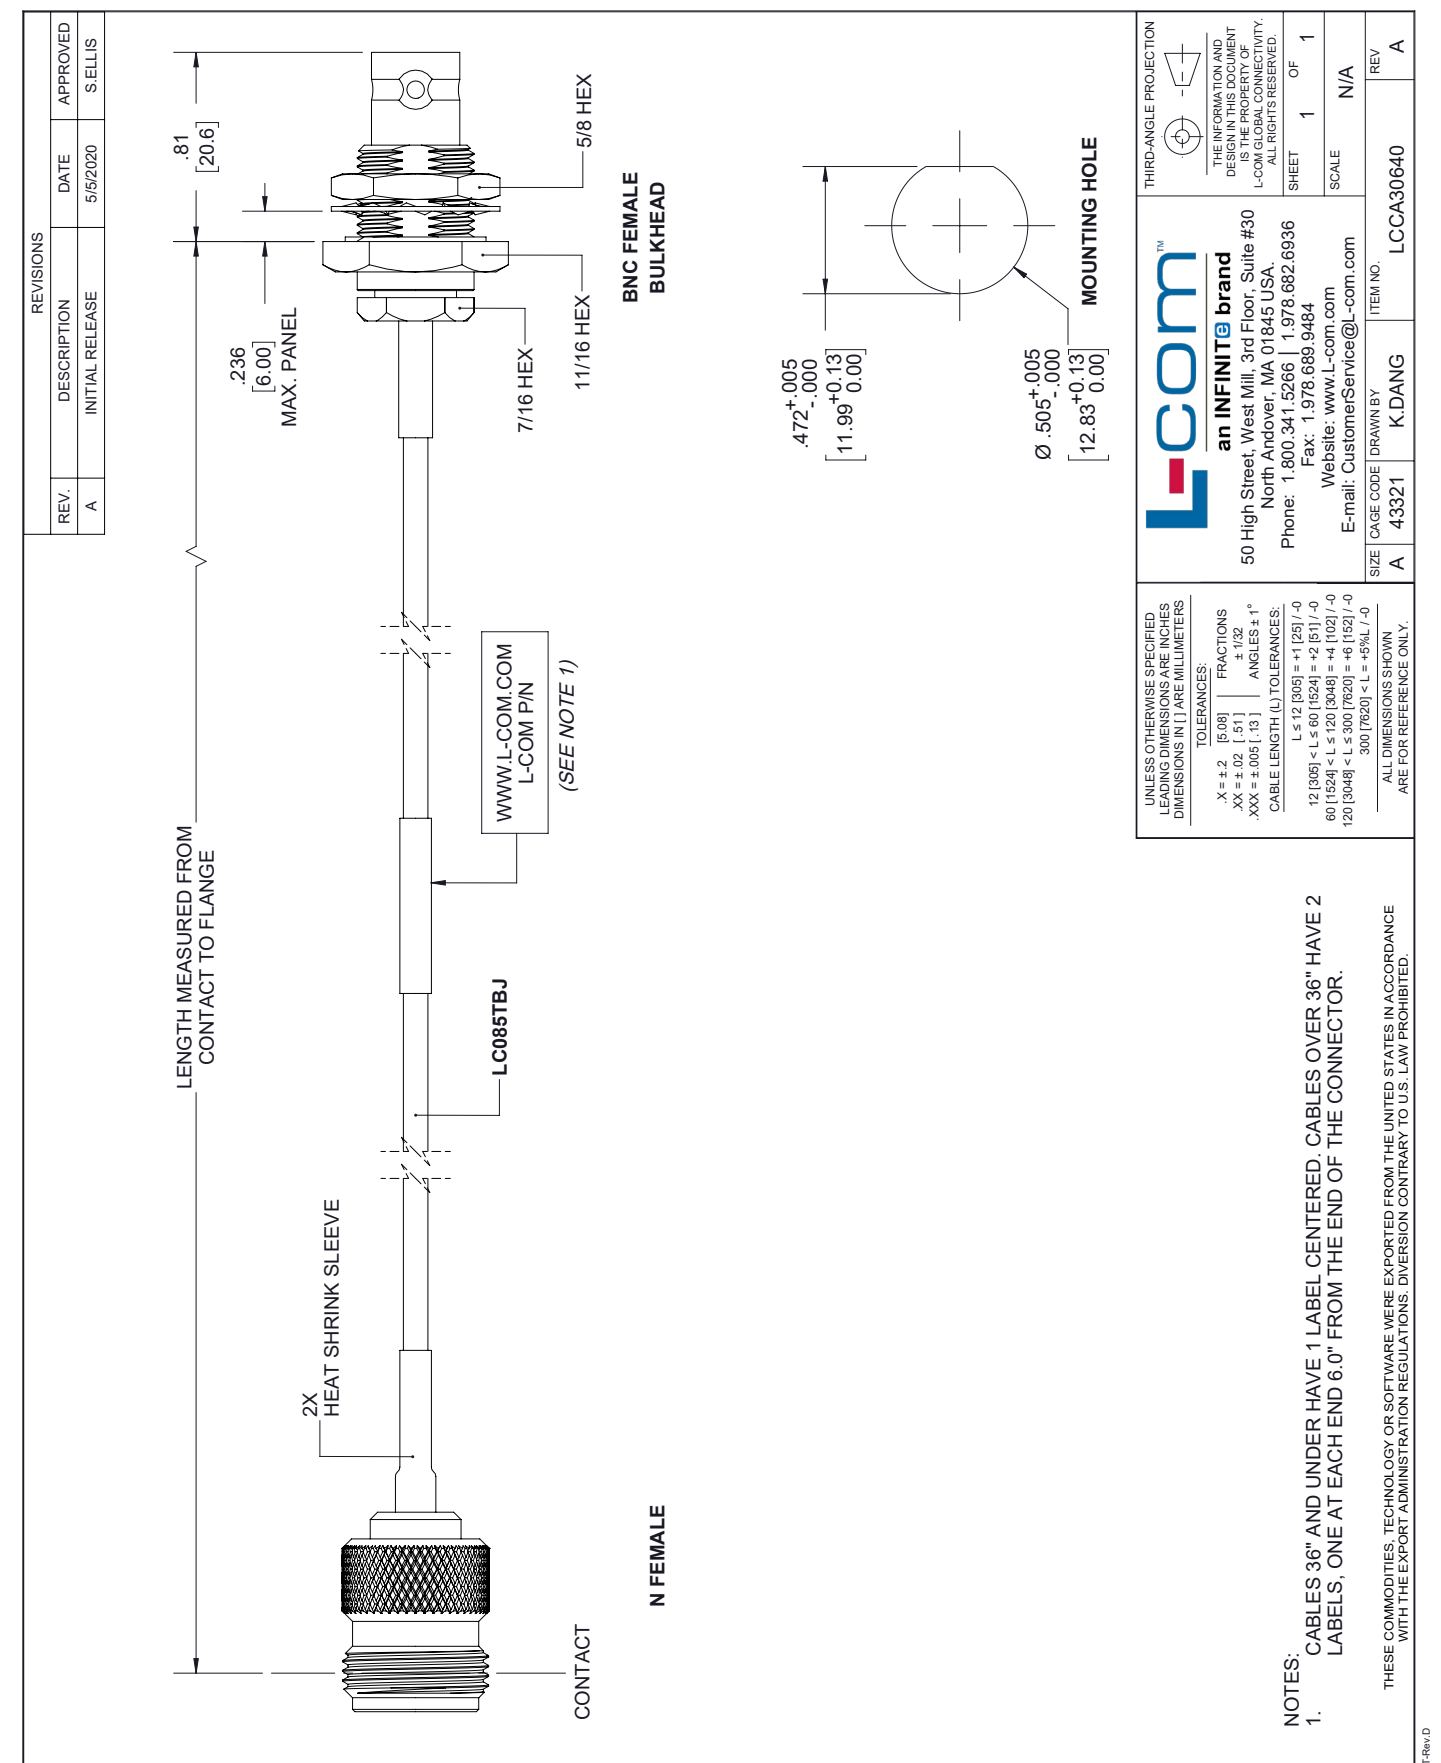 REVISIONS
REV. DESCRIPTION DATE APPROVED
A INITIAL RELEASE 5/5/2020 S.ELLIS
LENGTH MEASURED FROM
CONTACT TO FLANGE
.81
[20.6]
.236
[6.00]
MAX. PANEL
2X
HEAT SHRINK SLEEVE
5/8 HEX
7/16 HEX
11/16 HEX
LC085TBJ
WWW.L-COM.COM
L-COM P/N
(SEE NOTE 1)
CONTACT
N FEMALE
BNC FEMALE
BULKHEAD
.472+.005
-.000
[11.99+0.13
0.00]
Ø .505+.005
-.000
[12.83+0.13
0.00]
MOUNTING HOLE
NOTES:
1. CABLES 36" AND UNDER HAVE 1 LABEL CENTERED. CABLES OVER 36" HAVE 2
LABELS, ONE AT EACH END 6.0" FROM THE END OF THE CONNECTOR.
THESE COMMODITIES, TECHNOLOGY OR SOFTWARE WERE EXPORTED FROM THE UNITED STATES IN ACCORDANCE
WITH THE EXPORT ADMINISTRATION REGULATIONS. DIVERSION CONTRARY TO U.S. LAW PROHIBITED.
UNLESS OTHERWISE SPECIFIED
LEADING DIMENSIONS ARE INCHES
DIMENSIONS IN [ ] ARE MILLIMETERS
TOLERANCES:
.X = ±.2 [5.08] FRACTIONS
.XX = ±.02 [.51] ± 1/32
.XXX = ±.005 [.13] ANGLES ± 1°
CABLE LENGTH (L) TOLERANCES:
L ≤ 12 [305] = +1 [25] / -0
12 [305] < L ≤ 60 [1524] = +2 [51] / -0
60 [1524] < L ≤ 120 [3048] = +4 [102] / -0
120 [3048] < L ≤ 300 [7620] = +6 [152] / -0
300 [7620] < L = +5%L / -0
ALL DIMENSIONS SHOWN
ARE FOR REFERENCE ONLY.
L-com™
an INFINITe brand
50 High Street, West Mill, 3rd Floor, Suite #30
North Andover, MA 01845 USA.
Phone: 1.800.341.5266 | 1.978.682.6936
Fax: 1.978.689.9484
Website: www.L-com.com
E-mail: CustomerService@L-com.com
THIRD-ANGLE PROJECTION
THE INFORMATION AND
DESIGN IN THIS DOCUMENT
IS THE PROPERTY OF
L-COM GLOBAL CONNECTIVITY.
ALL RIGHTS RESERVED.
SHEET 1 OF 1
SCALE N/A
SIZE CAGE CODE DRAWN BY ITEM NO. REV
A 43321 K.DANG LCCA30640 A
T-Rev.D